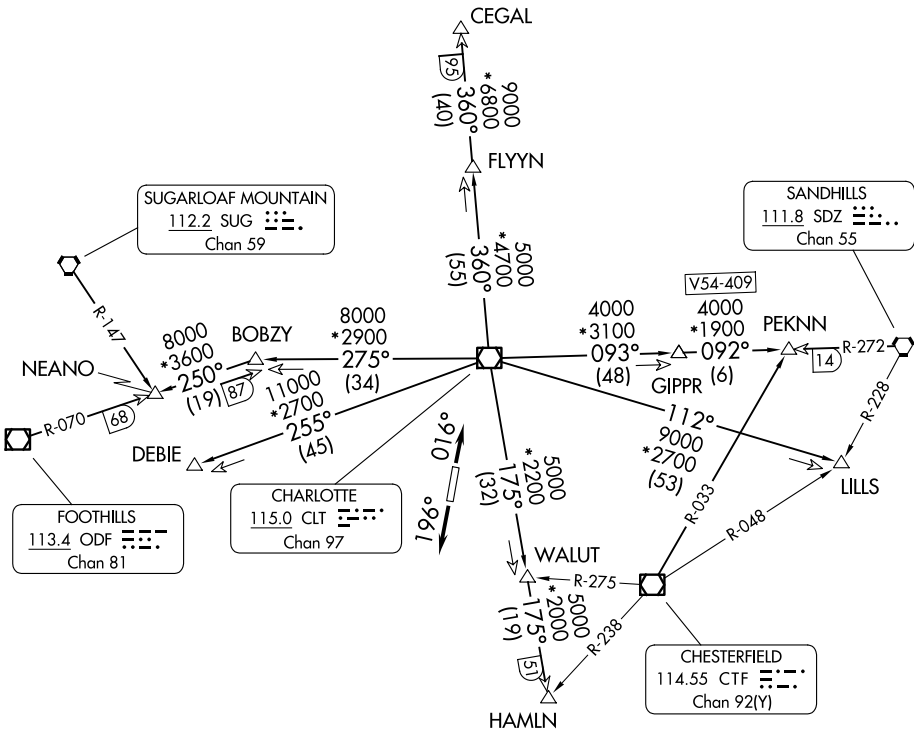 CEGAL
95
9000
*6800
360°
(40)
FLYYN
SUGARLOAF MOUNTAIN
112.2 SUG
Chan 59
SANDHILLS
111.8 SDZ
Chan 55
5000
*4700
360°
(55)
R-147
8000
*3600
250°
(19)
BOBZY
8000
*2900
275°
(34)
4000
*3100
093°
(48)
V54-409
4000
*1900
092°
(6)
PEKNN
R-272
14
GIPPR
NEANO
87
R-070
68
11000
*2700
255°
(45)
DEBIE
112°
9000
*2700
(53)
R-228
LILLS
FOOTHILLS
113.4 ODF
Chan 81
CHARLOTTE
115.0 CLT
Chan 97
016°
196°
5000
*2200
175°
(32)
R-033
R-048
WALUT
R-275
5000
*2000
175°
(19)
51
R-238
HAMLN
CHESTERFIELD
114.55 CTF
Chan 92(Y)